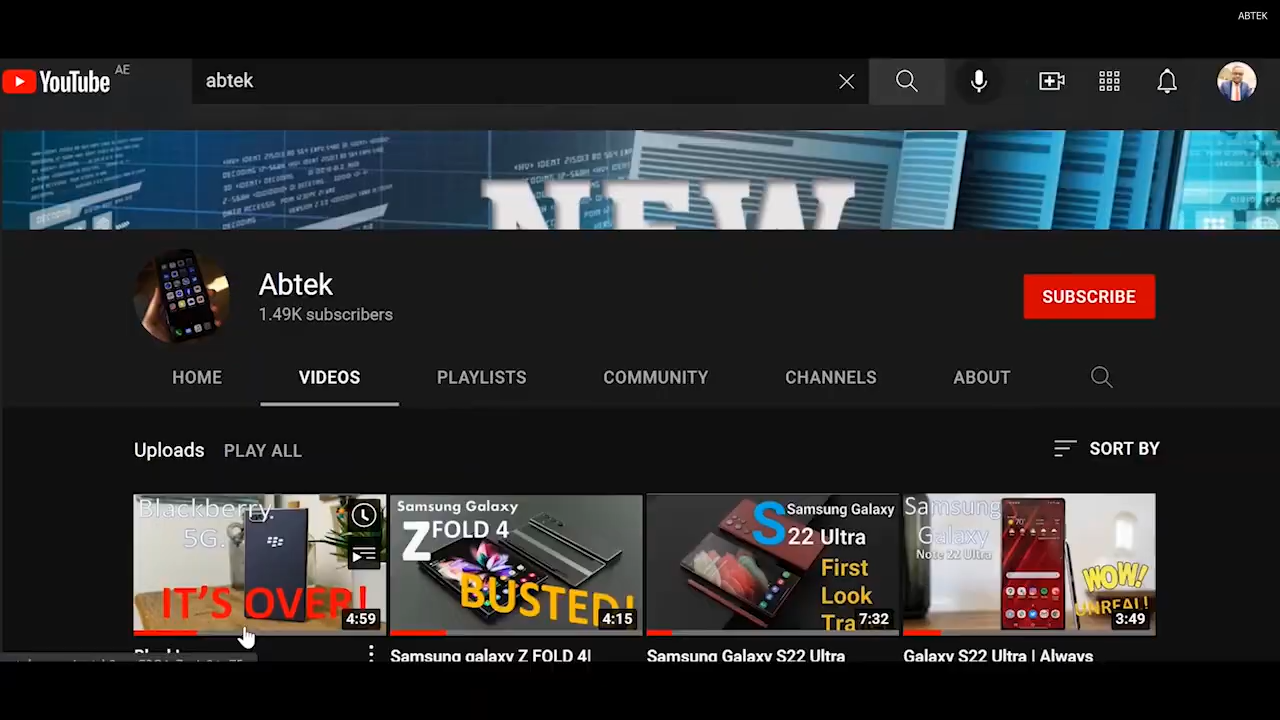 ABTEK
YouTube AE
abtek
NEW
Abtek
1.49K subscribers
SUBSCRIBE
HOME VIDEOS PLAYLISTS COMMUNITY CHANNELS ABOUT
Uploads PLAY ALL
SORT BY
Blackberry
5G.
IT'S OVER!
4:59
Samsung Galaxy
Z FOLD 4
BUSTED!
4:15
Samsung Galaxy
S22 Ultra
First
Look
7:32
Samsung
Galaxy
Note 22 Ultra
WOW!
UNREAL!
3:49
Samsung galaxy Z FOLD 4|
Samsung Galaxy S22 Ultra
Galaxy S22 Ultra | Always